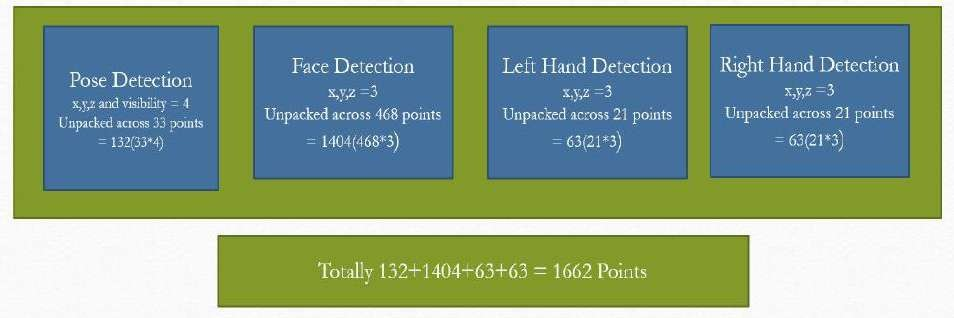 Pose Detection
x,y,z and visibility = 4
Unpacked across 33 points
= 132(33*4)
Face Detection
x,y,z =3
Unpacked across 468 points
= 1404(468*3)
Left Hand Detection
x,y,z =3
Unpacked across 21 points
= 63(21*3)
Right Hand Detection
x,y,z =3
Unpacked across 21 points
= 63(21*3)
Totally 132+1404+63+63 = 1662 Points